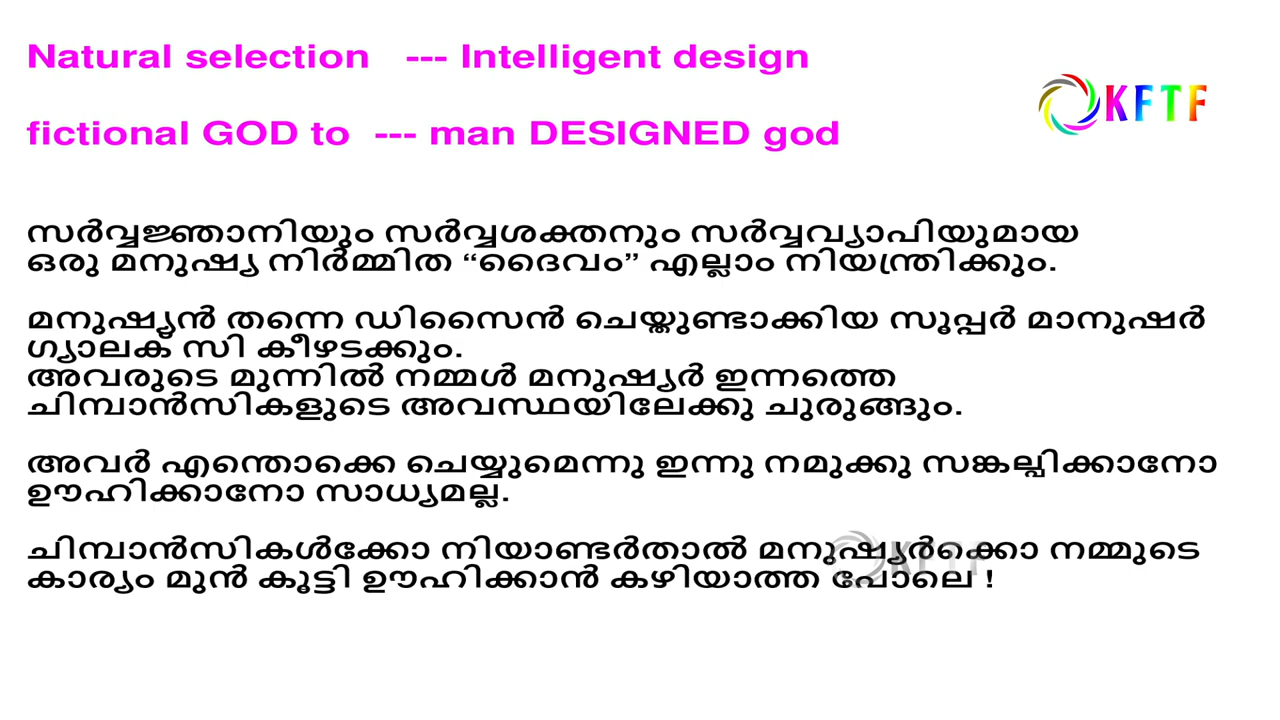 Natural selection --- Intelligent design
KFTF
fictional GOD to --- man DESIGNED god
സർവ്വജ്ഞാനിയും സർവ്വശക്തനും സർവ്വവ്യാപിയുമായ
ഒരു മനുഷ്യ നിർമ്മിത “ദൈവം” എല്ലാം നിയന്ത്രിക്കും.
മനുഷ്യൻ തന്നെ ഡിസൈൻ ചെയ്തുണ്ടാക്കിയ സൂപ്പർ മാനുഷർ
ഗ്യാലക് സി കീഴടക്കും.
അവരുടെ മുന്നിൽ നമ്മൾ മനുഷ്യർ ഇന്നത്തെ
ചിമ്പാൻസികളുടെ അവസ്ഥയിലേക്കു ചുരുങ്ങും.
അവർ എന്തൊക്കെ ചെയ്യുമെന്നു ഇന്നു നമുക്കു സങ്കല്പിക്കാനോ
ഊഹിക്കാനോ സാധ്യമല്ല.
ചിമ്പാൻസികൾക്കോ നിയാണ്ടർതാൽ മനുഷ്യർക്കൊ നമ്മുടെ
കാര്യം മുൻ കൂട്ടി ഊഹിക്കാൻ കഴിയാത്ത പോലെ !
KFTF